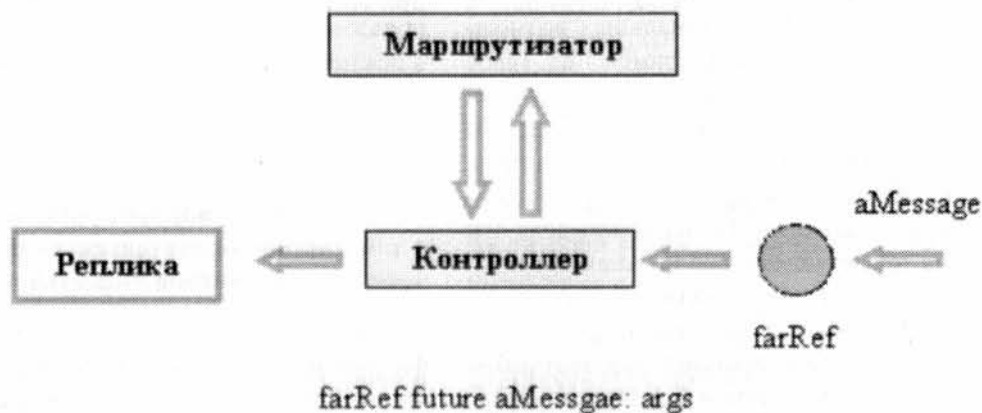 Маршрутизатор
aMessage
Реплика
Контроллер
farRef
farRef future aMessgae: args